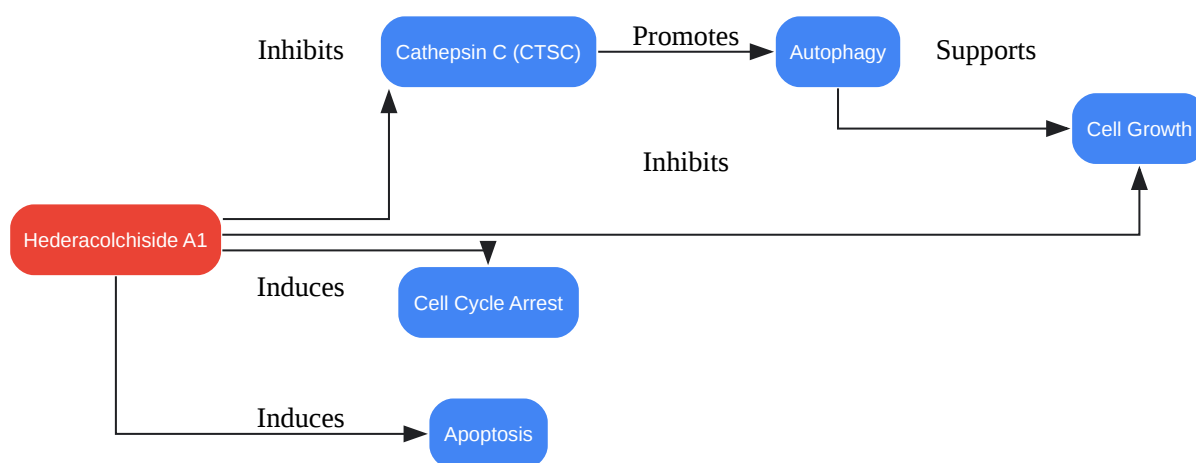 Inhibits
Cathepsin C (CTSC)
Promotes
Autophagy
Supports
Cell Growth
Inhibits
Hederacolchiside A1
Induces
Cell Cycle Arrest
Induces
Apoptosis